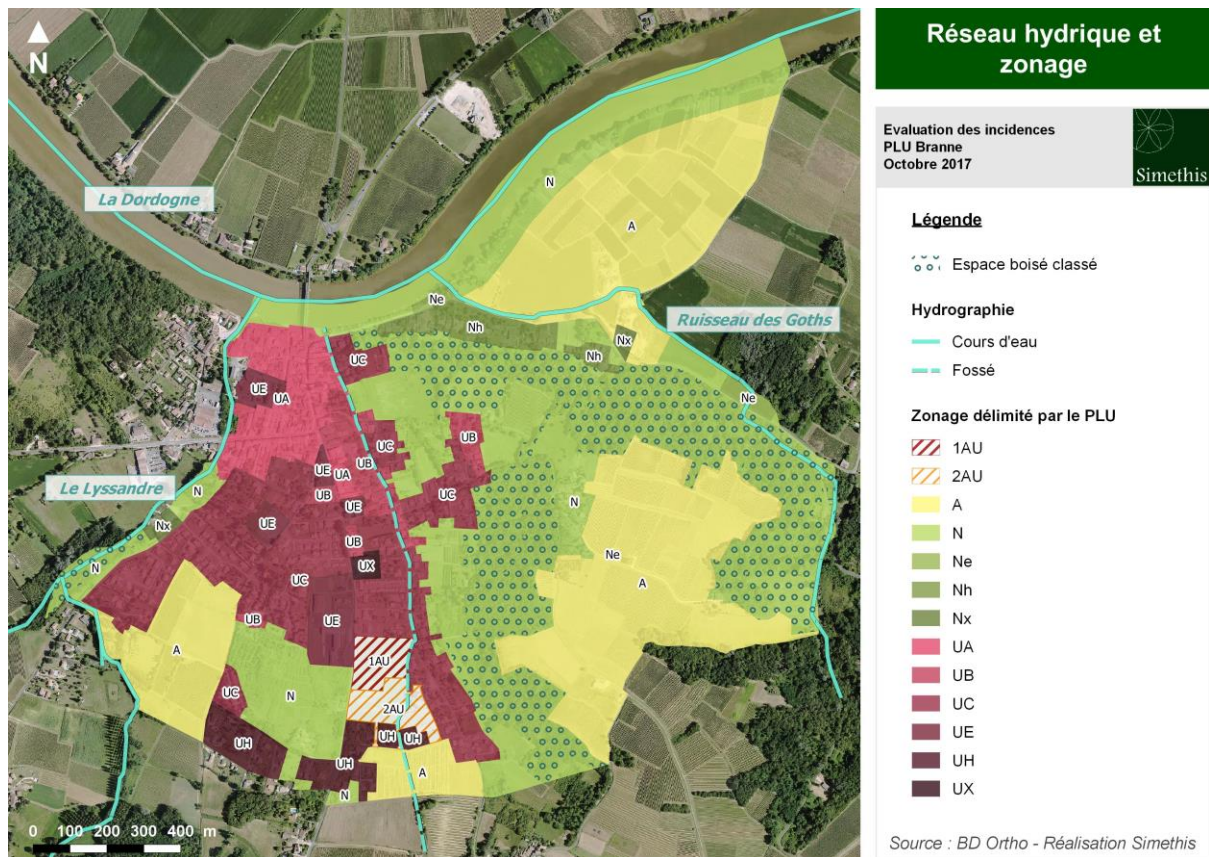 N
La Dordogne
N
A
Ne
Ruisseau des Goths
Nh
Nx
UC
Nh
UE
UA
Ne
UB
UC
UB
UE
UA
Le Lyssandre
UC
N
UB
UE
N
Nx
UE
UB
Ne
UX
N
UC
A
UB
UE
A
1AU
UC
N
2AU
UH
UH
UH
UH
A
N
0 100 200 300 400 m
Réseau hydrique et
zonage
Evaluation des incidences
PLU Branne
Octobre 2017
Simethis
Légende
Espace boisé classé
Hydrographie
Cours d'eau
Fossé
Zonage délimité par le PLU
1AU
2AU
A
N
Ne
Nh
Nx
UA
UB
UC
UE
UH
UX
Source : BD Ortho - Réalisation Simethis